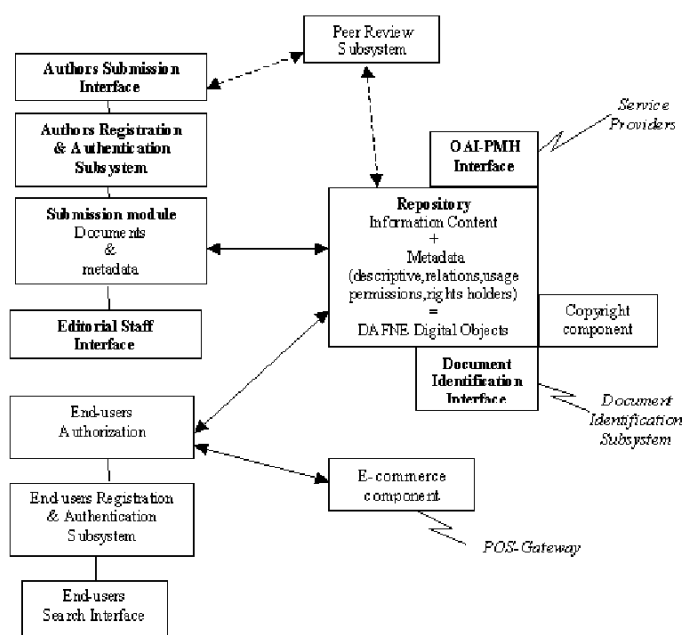 Peer Review
Subsystem
Authors Submission
Interface
Authors Registration
& Authentication
Subsystem
Submission module
Documents
&
metadata
Editorial Staff
Interface
Service
Providers
OAI-PMH
Interface
Repository
Information Content
+
Metadata
(descriptive,relations,usage
permissions,rights holders)
=
DAFNE Digital Objects
Copyright
component
Document
Identification
Interface
Document
Identification
Subsystem
End-users
Authorization
E-commerce
component
POS-Gateway
End-users Registration
& Authentication
Subsystem
End-users
Search Interface